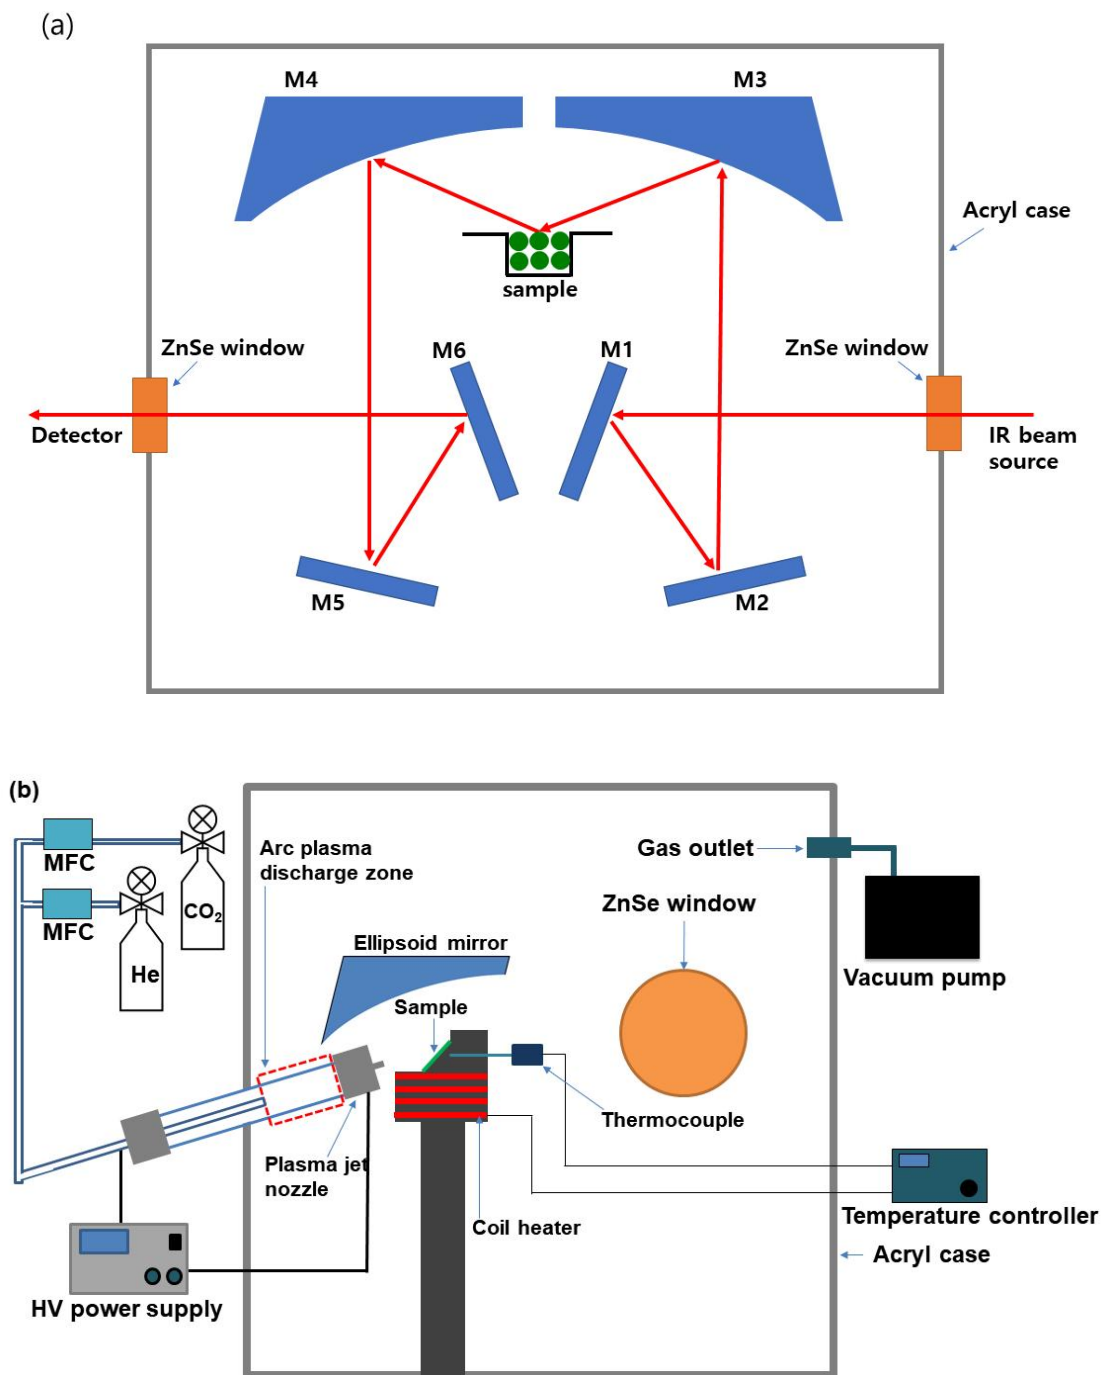 (a)
M4
M3
Acryl case
sample
ZnSe window
M6
M1
ZnSe window
Detector
IR beam
source
M5
M2
(b)
MFC
Arc plasma
discharge zone
Gas outlet
CO2
MFC
ZnSe window
He
Ellipsoid mirror
Vacuum pump
Sample
Thermocouple
Plasma jet
nozzle
Coil heater
Temperature controller
Acryl case
HV power supply